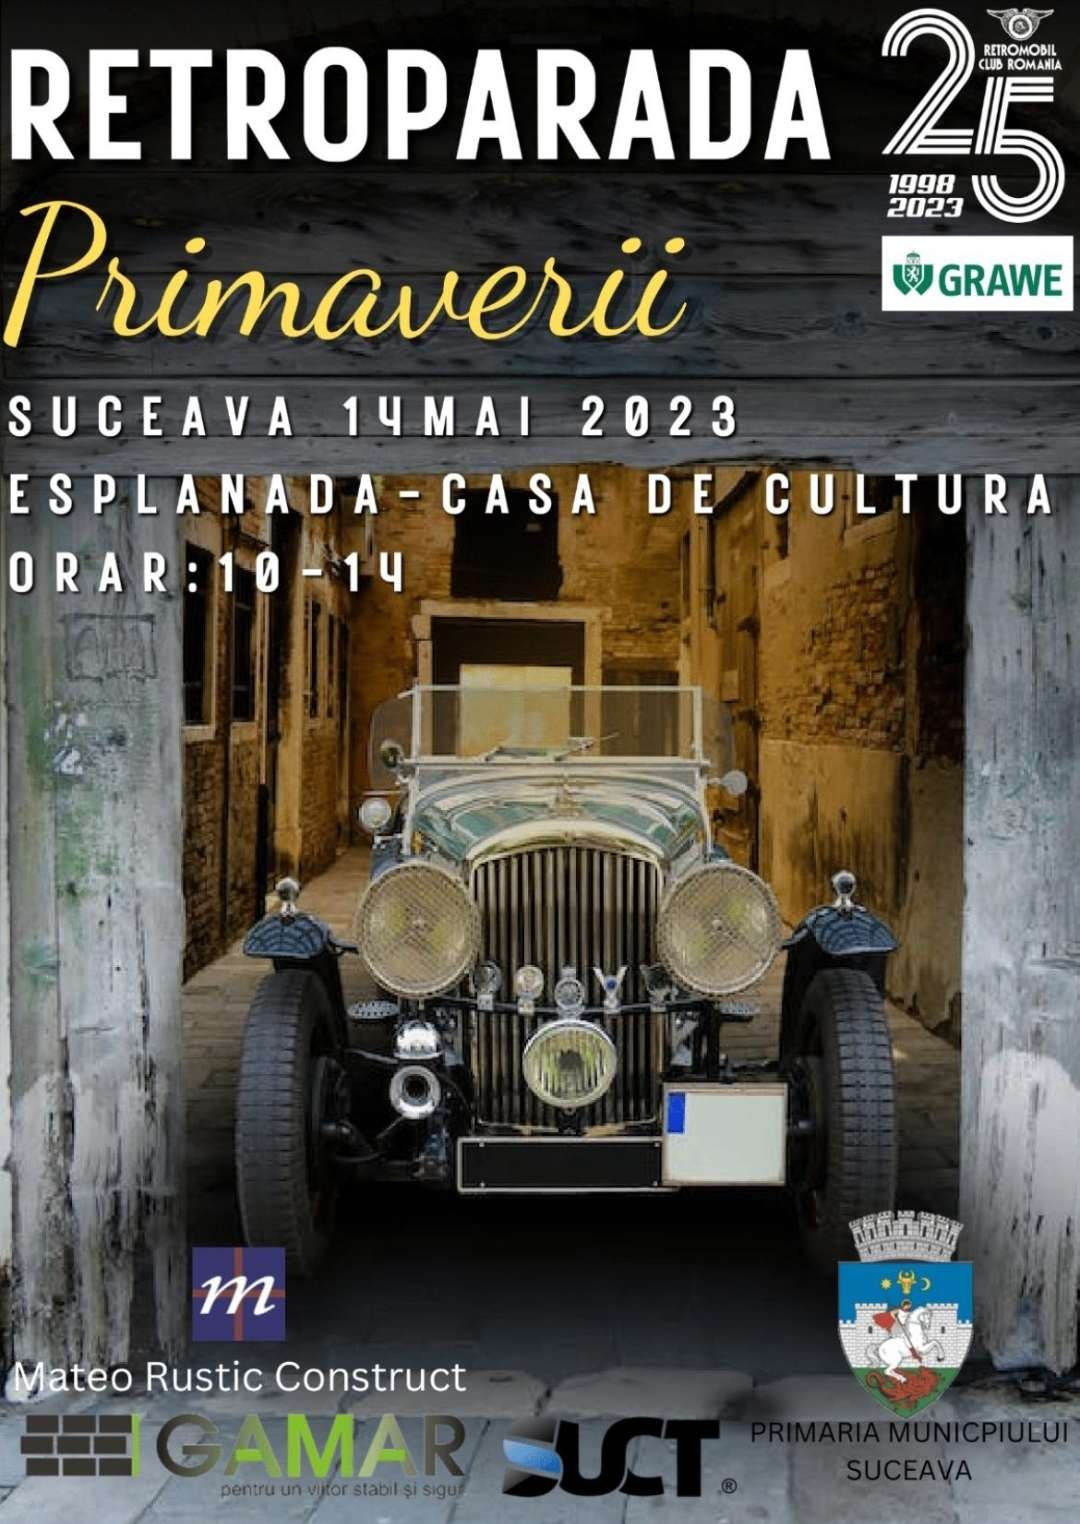 RETROPARADA
25
RETROMOBIL
CLUB ROMANIA
1998
2023
GRAWE
Primaverii
SUCEAVA 14MAI 2023
ESPLANADA-CASA DE CULTURA
ORAR:10-14
m
Mateo Rustic Construct
GAMAR
pentru un viitor stabil și sigur
SUCT®
PRIMARIA MUNICPIULUI
SUCEAVA